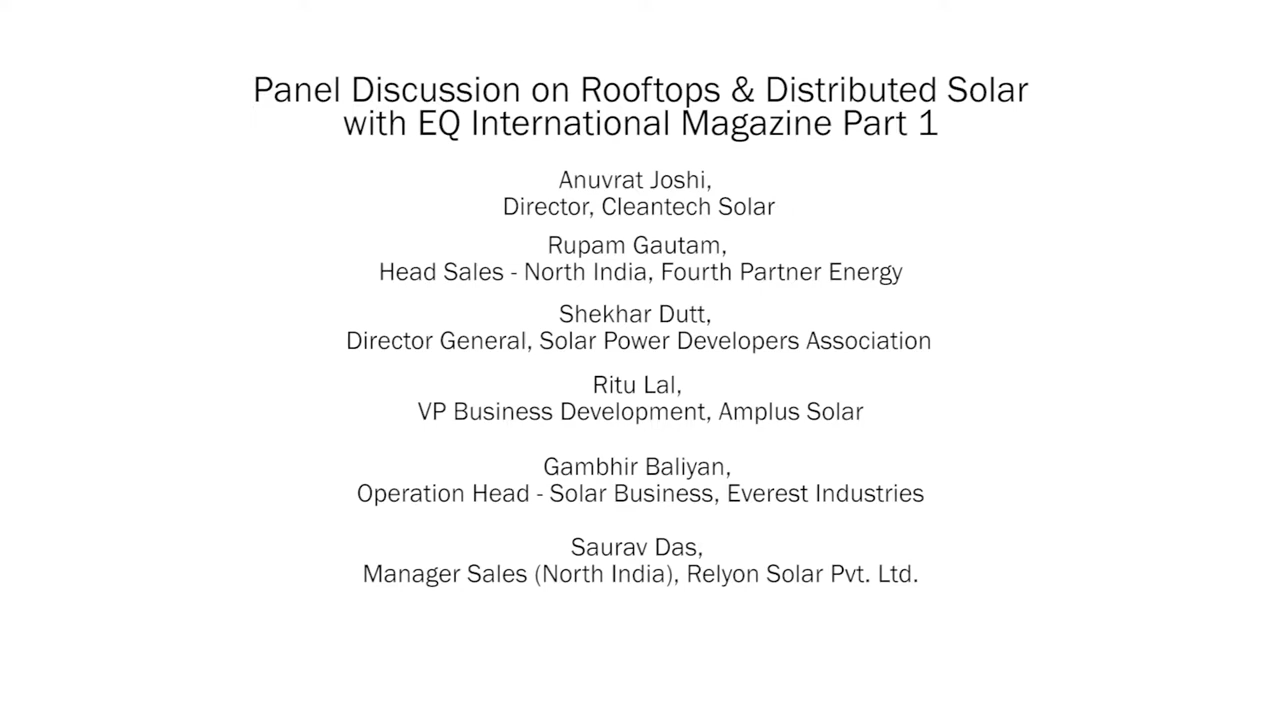 Panel Discussion on Rooftops & Distributed Solar
with EQ International Magazine Part 1
Anuvrat Joshi,
Director, Cleantech Solar
Rupam Gautam,
Head Sales - North India, Fourth Partner Energy
Shekhar Dutt,
Director General, Solar Power Developers Association
Ritu Lal,
VP Business Development, Amplus Solar
Gambhir Baliyan,
Operation Head - Solar Business, Everest Industries
Saurav Das,
Manager Sales (North India), Relyon Solar Pvt. Ltd.